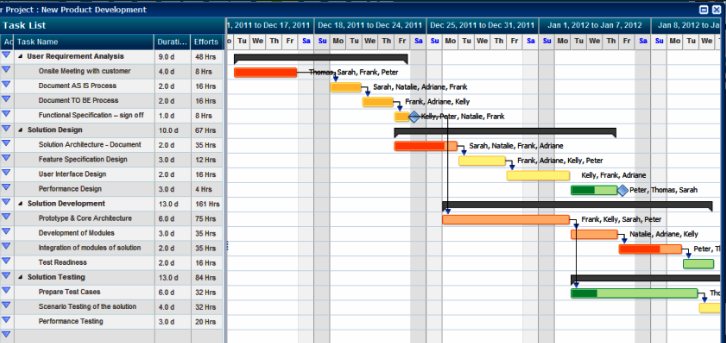 r Project : New Product Development
Task List
1, 2011 to Dec 17, 2011 Dec 18, 2011 to Dec 24, 2011 Dec 25, 2011 to Dec 31, 2011 Jan 1, 2012 to Jan 7, 2012 Jan 8, 2012 to
Task Name Durati... Efforts Tu We Th Fr Sa Su Mo Tu We Th Fr Sa Su Mo Tu We Th Fr Sa Su Mo Tu We Th Fr Sa Su Mo Tu
User Requirement Analysis 9.0 d 48 Hrs
Onsite Meeting with customer 4.0 d 8 Hrs Thomas, Sarah, Frank, Peter
Document AS IS Process 2.0 d 16 Hrs Sarah, Natalie, Adriane, Frank
Document TO BE Process 2.0 d 16 Hrs Frank, Adriane, Kelly
Functional Specification – sign off 1.0 d 8 Hrs Kelly, Peter, Natalie, Frank
Solution Design 10.0 d 67 Hrs
Solution Architecture - Document 2.0 d 35 Hrs Sarah, Natalie, Frank, Adriane
Feature Specification Design 3.0 d 12 Hrs Frank, Adriane, Kelly, Peter
User Interface Design 2.0 d 16 Hrs Kelly, Frank, Adriane
Performance Design 3.0 d 4 Hrs Peter, Thomas, Sarah
Solution Development 13.0 d 161 Hrs
Prototype & Core Architecture 6.0 d 75 Hrs Frank, Kelly, Sarah, Peter
Development of Modules 3.0 d 35 Hrs Natalie, Adriane, Kelly
Integration of modules of solution 2.0 d 35 Hrs Peter, T
Test Readiness 2.0 d 16 Hrs
Solution Testing 13.0 d 84 Hrs
Prepare Test Cases 6.0 d 32 Hrs
Scenario Testing of the solution 4.0 d 32 Hrs
Performance Testing 3.0 d 20 Hrs